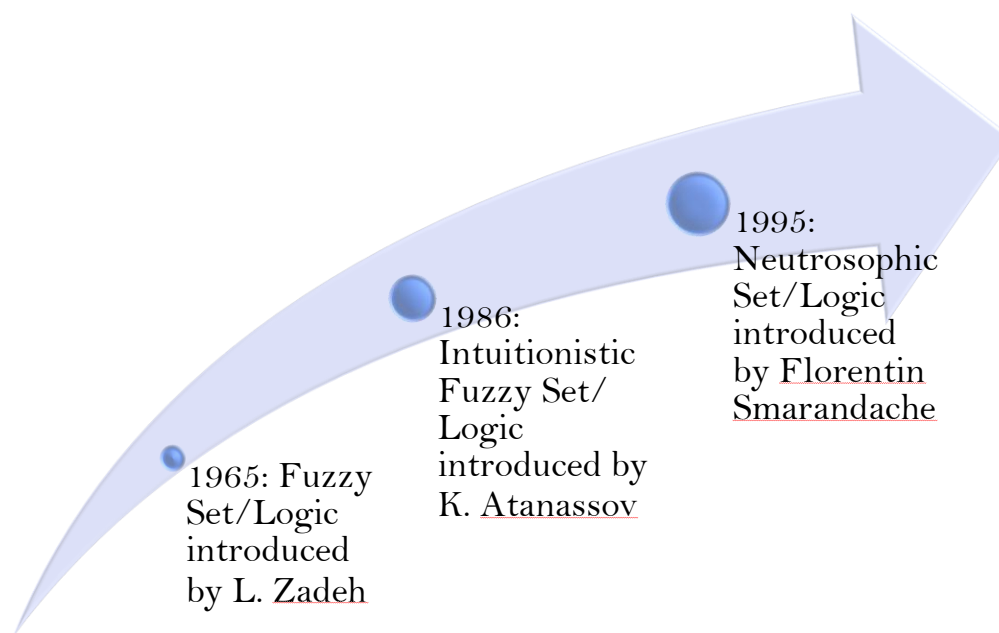 1965: Fuzzy
Set/Logic
introduced
by L. Zadeh
1986:
Intuitionistic
Fuzzy Set/
Logic
introduced by
K. Atanassov
1995:
Neutrosophic
Set/Logic
introduced
by Florentin
Smarandache